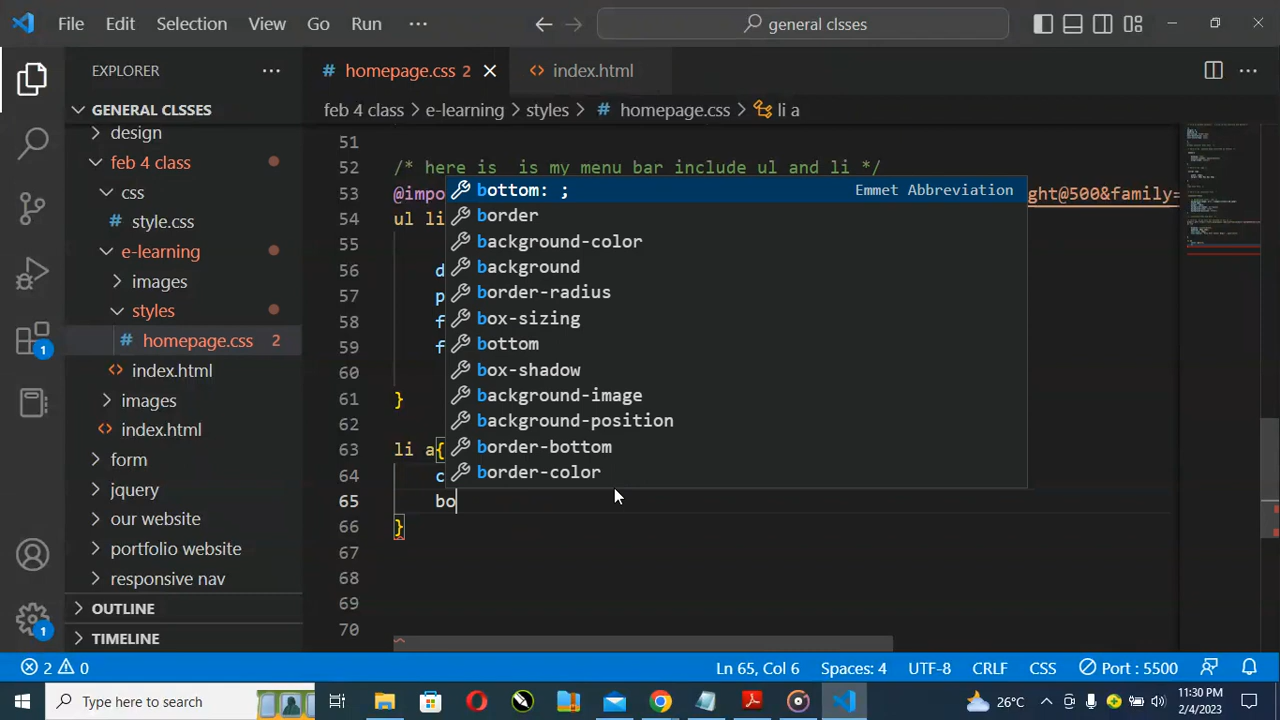 File Edit Selection View Go Run ··· general clsses
EXPLORER ··· # homepage.css 2 × <> index.html ···
GENERAL CLSSES
feb 4 class > e-learning > styles > # homepage.css > li a
design
feb 4 class
css
# style.css
e-learning
images
styles
# homepage.css 2
<> index.html
images
<> index.html
form
jquery
our website
portfolio website
responsive nav
OUTLINE
TIMELINE
1
1
51
52 /* here is is my menu bar include ul and li */
53 @impo ght@500&family=
54 ul li
55
56 d
57 p
58 f
59 f
60
61 }
62
63 li a{
64 c
65 bo
66 }
67
68
69
70
bottom: ; Emmet Abbreviation
border
background-color
background
border-radius
box-sizing
bottom
box-shadow
background-image
background-position
border-bottom
border-color
2 0 Ln 65, Col 6 Spaces: 4 UTF-8 CRLF CSS Port : 5500
Type here to search 26°C 11:30 PM
2/4/2023